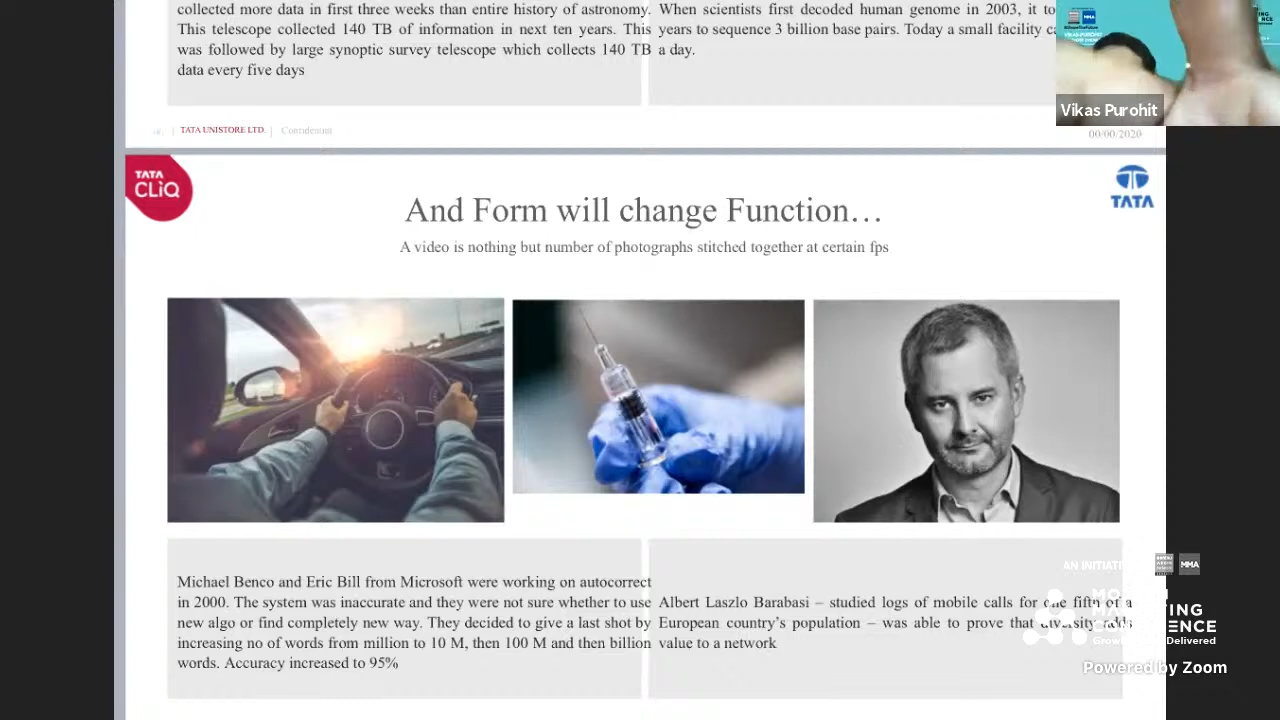 collected more data in first three weeks than entire history of astronomy.
This telescope collected 140 TB of information in next ten years. This
was followed by large synoptic survey telescope which collects 140 TB
data every five days
When scientists first decoded human genome in 2003, it to
years to sequence 3 billion base pairs. Today a small facility
a day.
Vikas Purohit
TATA UNISTORE LTD. | Confidential
00/00/2020
TATA
CLiQ
TATA
And Form will change Function…
A video is nothing but number of photographs stitched together at certain fps
Michael Benco and Eric Bill from Microsoft were working on autocorrect
in 2000. The system was inaccurate and they were not sure whether to use
new algo or find completely new way. They decided to give a last shot by
increasing no of words from million to 10 M, then 100 M and then billion
words. Accuracy increased to 95%
Albert Laszlo Barabasi – studied logs of mobile calls for one fifth of a
European country's population – was able to prove that diversity adds
value to a network
AN INITIATIVE
MMA
Powered by Zoom